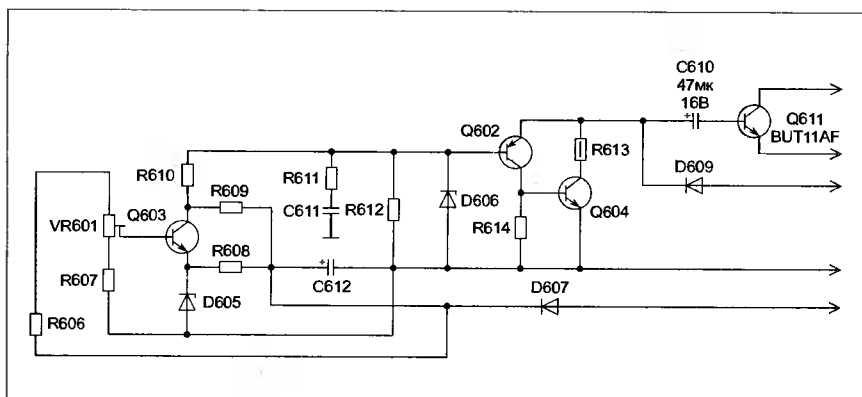 C610
47мк
16В
Q611
BUT11AF
Q602
R613
D609
R610
R611
R609
Q603
VR601
C611
R612
D606
Q604
R614
R608
R607
C612
D605
D607
R606